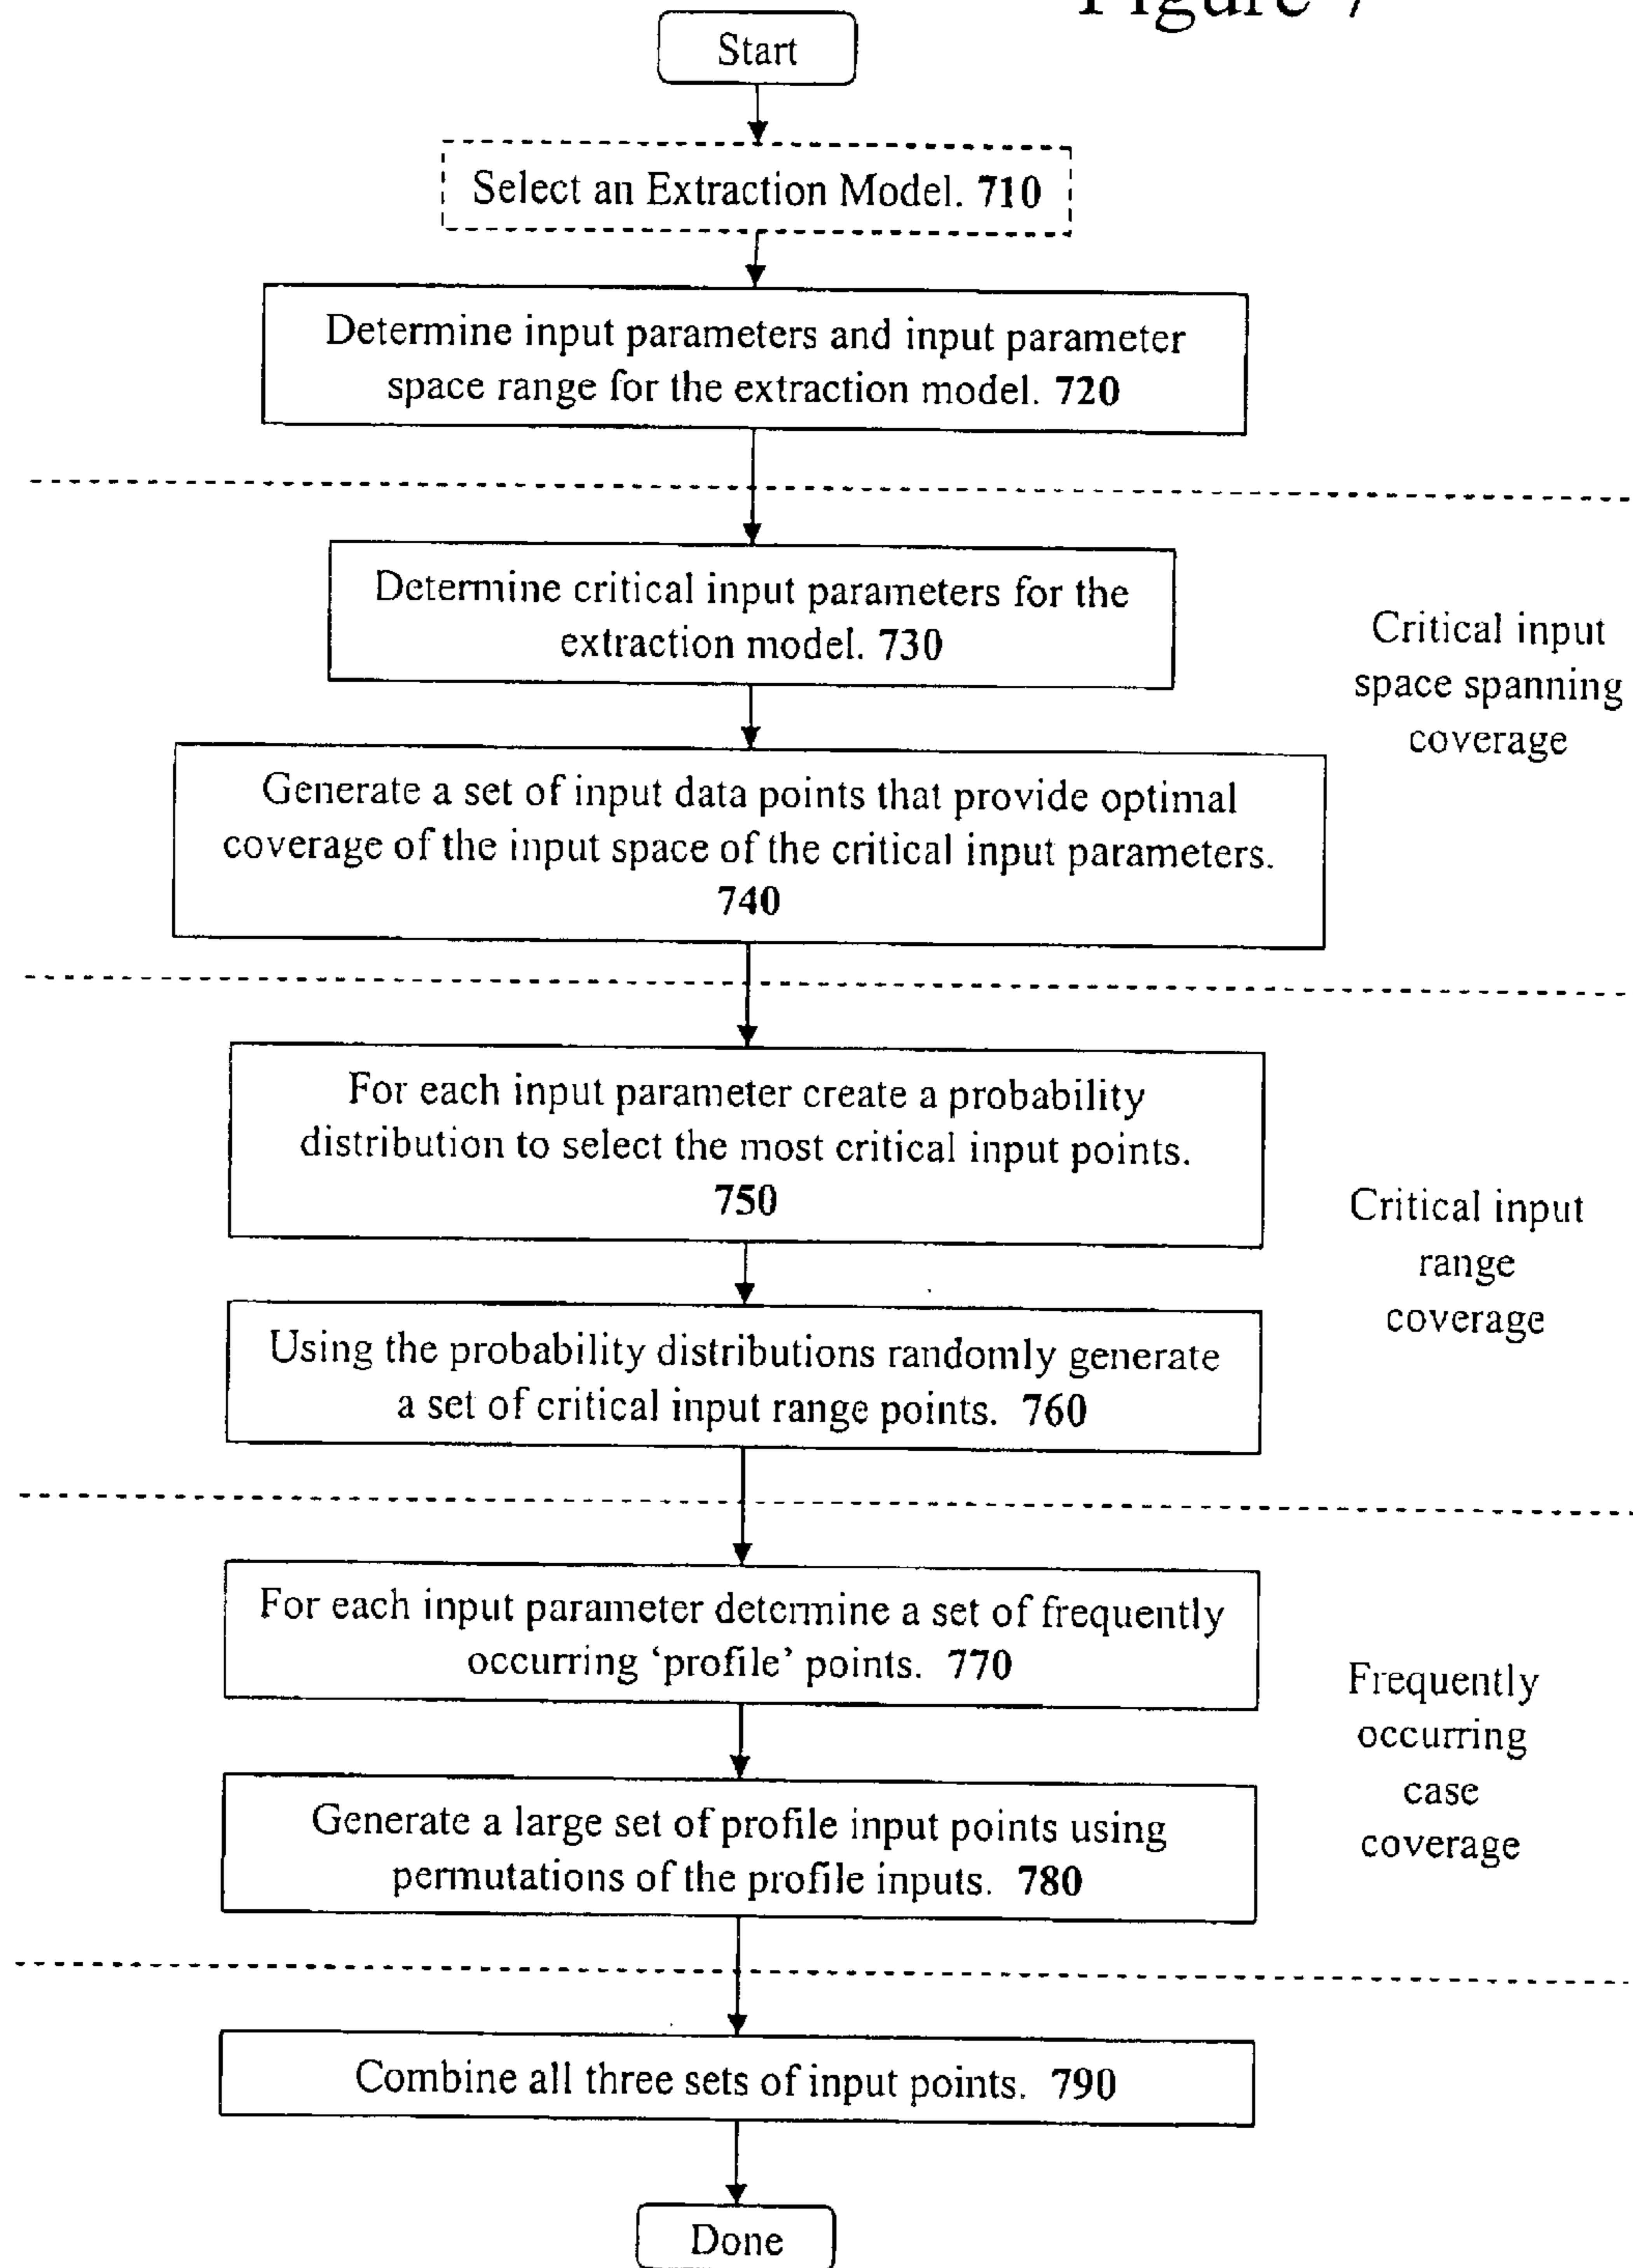 Figure 7
Start
Select an Extraction Model. 710
Determine input parameters and input parameter
space range for the extraction model. 720
Determine critical input parameters for the
extraction model. 730
Critical input
space spanning
coverage
Generate a set of input data points that provide optimal
coverage of the input space of the critical input parameters.
740
For each input parameter create a probability
distribution to select the most critical input points.
750
Critical input
range
coverage
Using the probability distributions randomly generate
a set of critical input range points. 760
For each input parameter determine a set of frequently
occurring ‘profile’ points. 770
Frequently
occurring
case
coverage
Generate a large set of profile input points using
permutations of the profile inputs. 780
Combine all three sets of input points. 790
Done